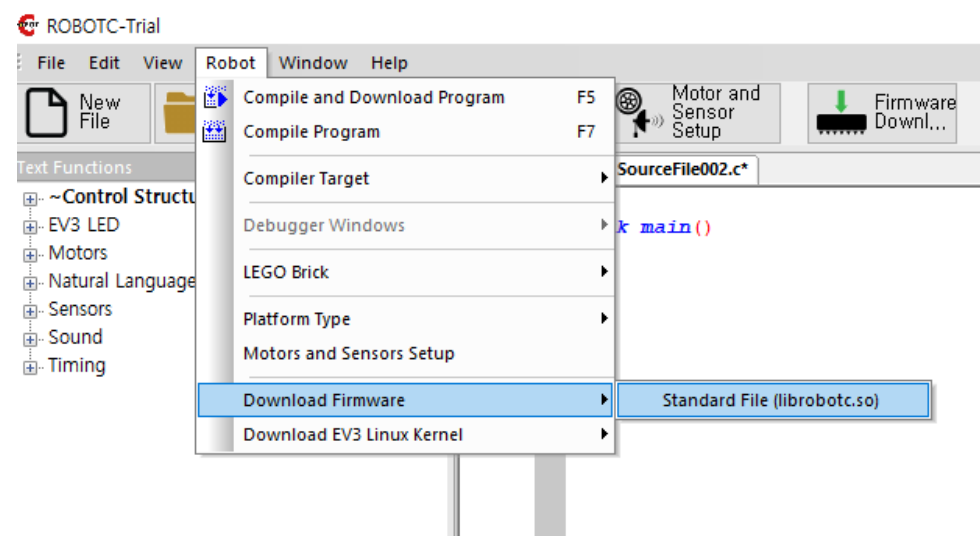 ROBOTC-Trial
File Edit View Robot Window Help
New
File
Compile and Download Program F5
Compile Program F7
Compiler Target
Debugger Windows
LEGO Brick
Platform Type
Motors and Sensors Setup
Download Firmware
Download EV3 Linux Kernel
Standard File (librobotc.so)
Motor and
Sensor
Setup
Firmware
Downl...
Text Functions
~Control Structu
EV3 LED
Motors
Natural Language
Sensors
Sound
Timing
SourceFile002.c*
k main()